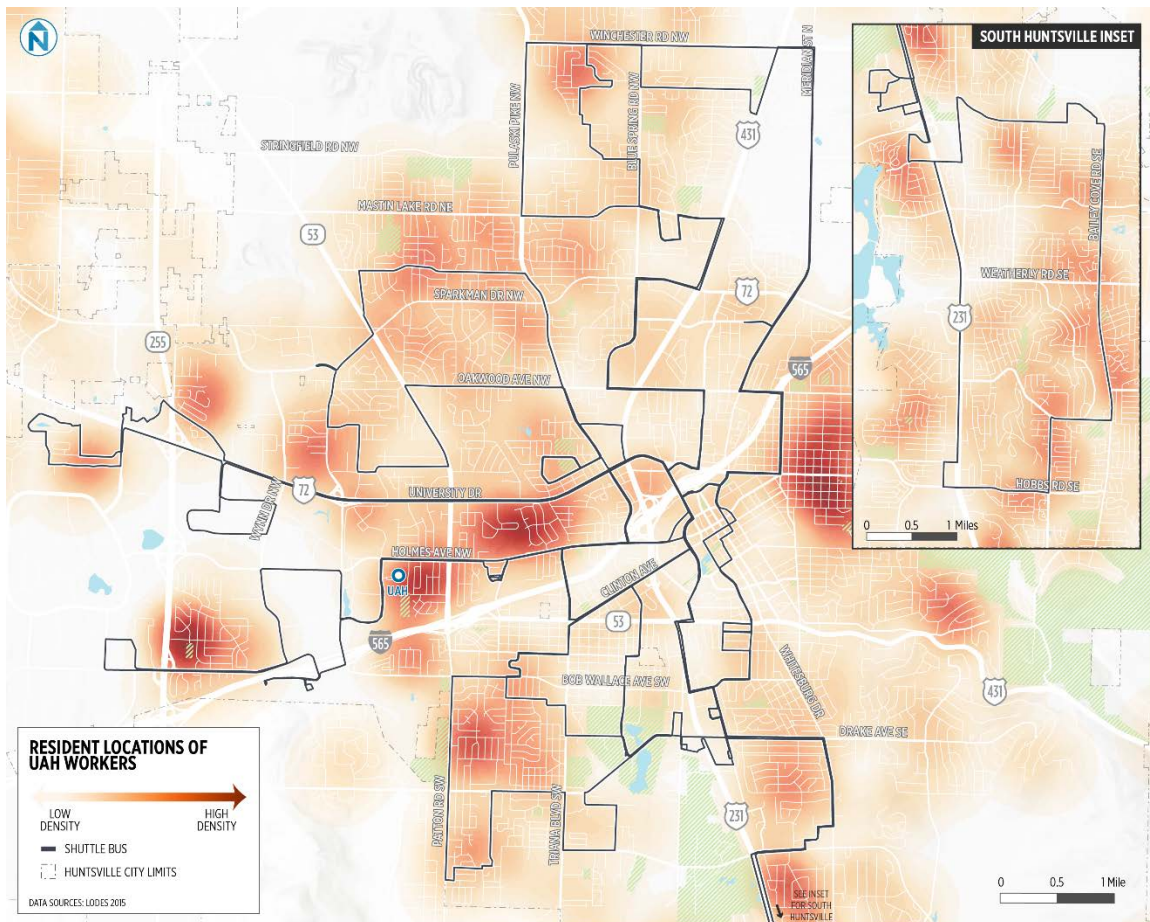 N
WINCHESTER RD NW
MERIDIAN ST N
SOUTH HUNTSVILLE INSET
PULASKI PIKE NW
BLUE SPRING RD NW
431
STRINGFIELD RD NW
BAILEY COVE RD SE
MASTIN LAKE RD NE
53
WEATHERLY RD SE
SPARKMAN DR NW
72
231
255
565
OAKWOOD AVE NW
UNIVERSITY DR
72
WYNN DR NW
HOBBS RD SE
0 0.5 1 Miles
HOLMES AVE NW
UAH
CLINTON AVE
53
565
WHITESBURG DR
BOB WALLACE AVE SW
431
DRAKE AVE SE
RESIDENT LOCATIONS OF
UAH WORKERS
LOW
DENSITY
HIGH
DENSITY
SHUTTLE BUS
HUNTSVILLE CITY LIMITS
DATA SOURCES: LODES 2015
PATTON RD SW
TRIANA BLVD SW
231
SEE INSET
FOR SOUTH
HUNTSVILLE
0 0.5 1 Mile